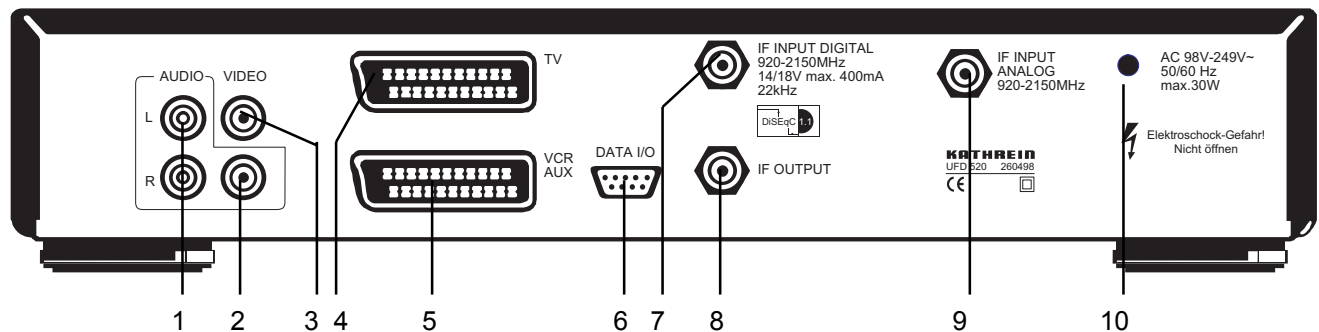 AUDIO
VIDEO
L
R
TV
VCR
AUX
DATA I/O
IF INPUT DIGITAL
920-2150MHz
14/18V max. 400mA
22kHz
DiSEqC 1.1
IF OUTPUT
IF INPUT
ANALOG
920-2150MHz
KATHREIN
UFD 520 260498
CE
AC 98V-249V~
50/60 Hz
max.30W
Elektroschock-Gefahr!
Nicht öffnen
1 2 3 4 5 6 7 8 9 10